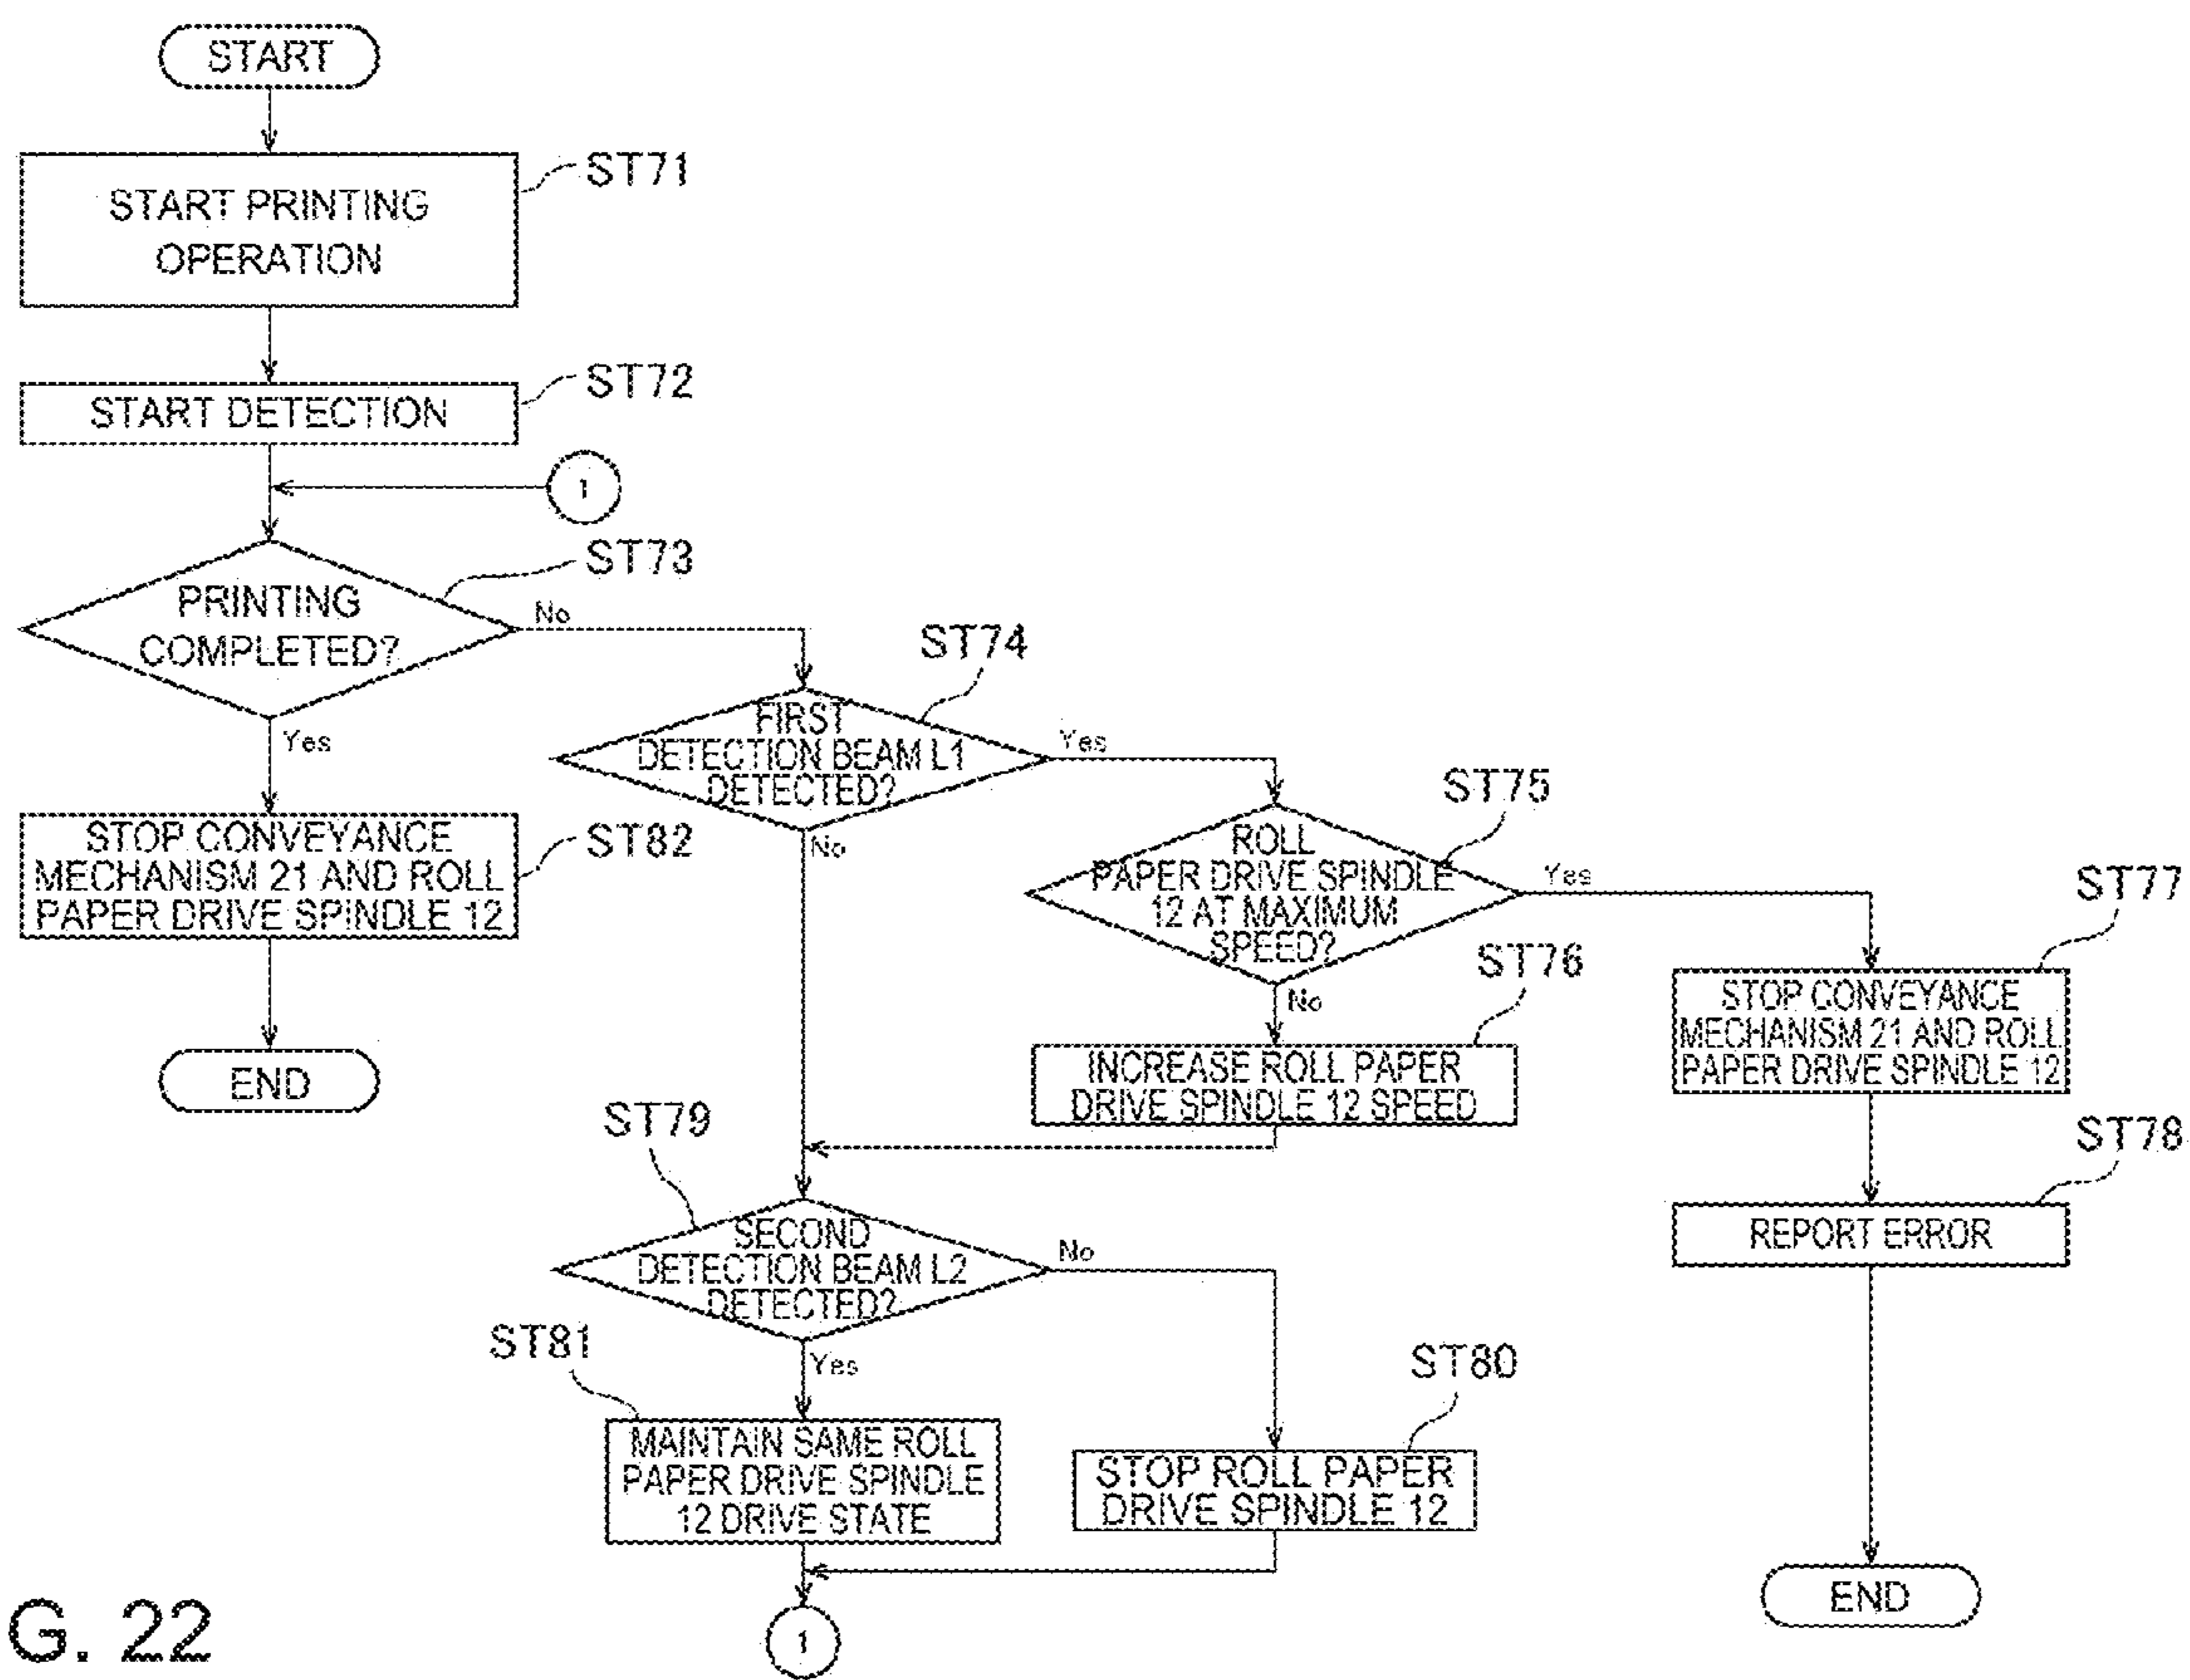 START
START PRINTING
OPERATION
ST71
START DETECTION
ST72
1
PRINTING
COMPLETED?
ST73
No
Yes
STOP CONVEYANCE
MECHANISM 21 AND ROLL
PAPER DRIVE SPINDLE 12
ST82
END
FIRST
DETECTION BEAM L1
DETECTED?
ST74
Yes
No
ROLL
PAPER DRIVE SPINDLE
12 AT MAXIMUM
SPEED?
ST75
Yes
No
INCREASE ROLL PAPER
DRIVE SPINDLE 12 SPEED
ST76
STOP CONVEYANCE
MECHANISM 21 AND ROLL
PAPER DRIVE SPINDLE 12
ST77
REPORT ERROR
ST78
END
SECOND
DETECTION BEAM L2
DETECTED?
ST79
No
Yes
MAINTAIN SAME ROLL
PAPER DRIVE SPINDLE
12 DRIVE STATE
ST81
STOP ROLL PAPER
DRIVE SPINDLE 12
ST80
1
G. 22